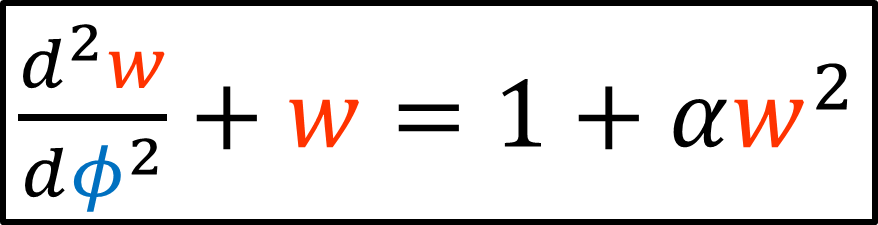 d²w/dϕ² + w = 1 + αw²